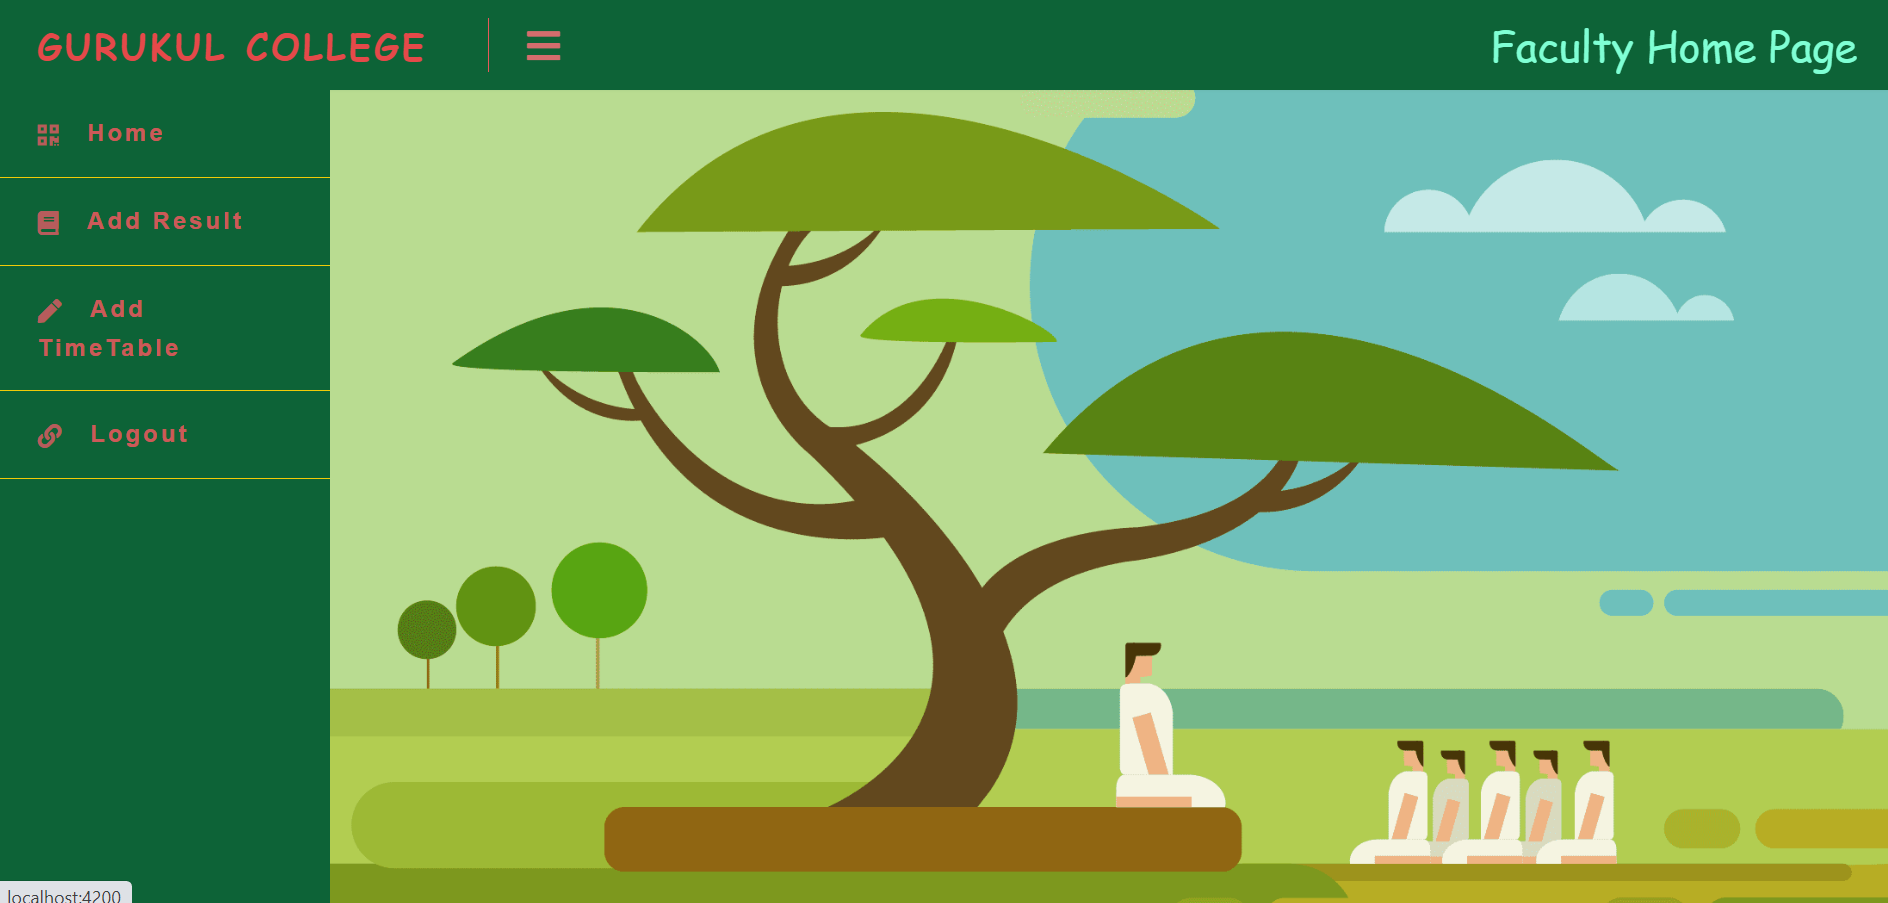 GURUKUL COLLEGE
Faculty Home Page
Home
Add Result
Add
TimeTable
Logout
localhost:4200